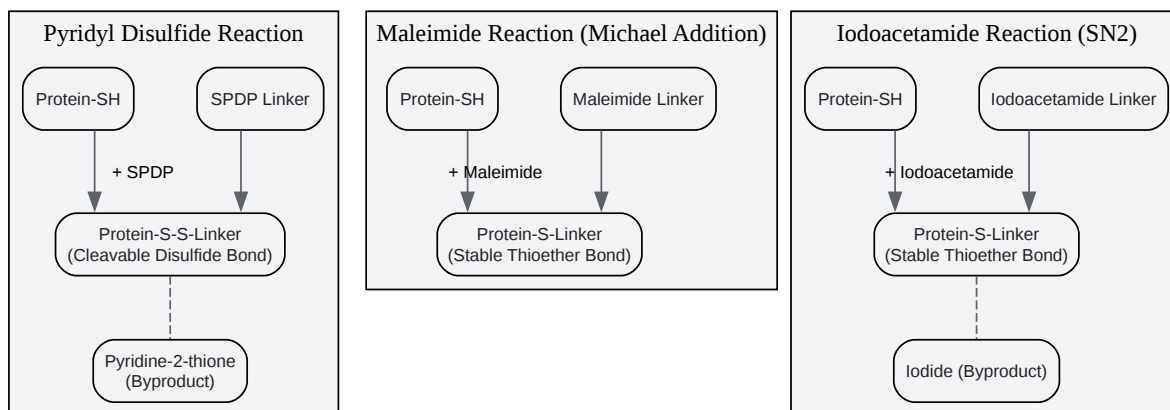 Pyridyl Disulfide Reaction
Protein-SH
SPDP Linker
+ SPDP
Protein-S-S-Linker
(Cleavable Disulfide Bond)
Pyridine-2-thione
(Byproduct)
Maleimide Reaction (Michael Addition)
Protein-SH
Maleimide Linker
+ Maleimide
Protein-S-Linker
(Stable Thioether Bond)
Iodoacetamide Reaction (SN2)
Protein-SH
Iodoacetamide Linker
+ Iodoacetamide
Protein-S-Linker
(Stable Thioether Bond)
Iodide (Byproduct)